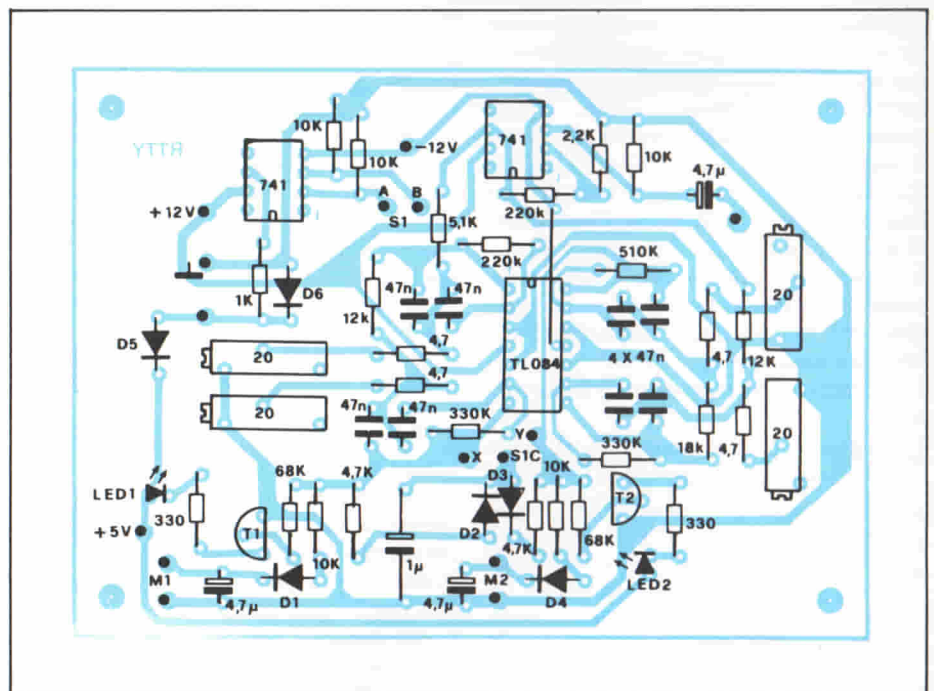 RTTY
10K
10K
741
-12V
741
2,2K
10K
4,7µ
+12V
A
B
S1
5,1K
220k
220k
510K
1K
D6
47n
47n
12k
20
D5
4,7
4,7
TL084
4 X 47n
4,7
12K
20
20
47n
47n
330K
Y
X
S1C
330K
18k
4,7
20
LED1
330
68K
4,7K
D3
10K
T2
330
+5V
T1
10K
1µ
D2
4,7K
68K
M1
4,7µ
D1
4,7µ
M2
D4
LED2